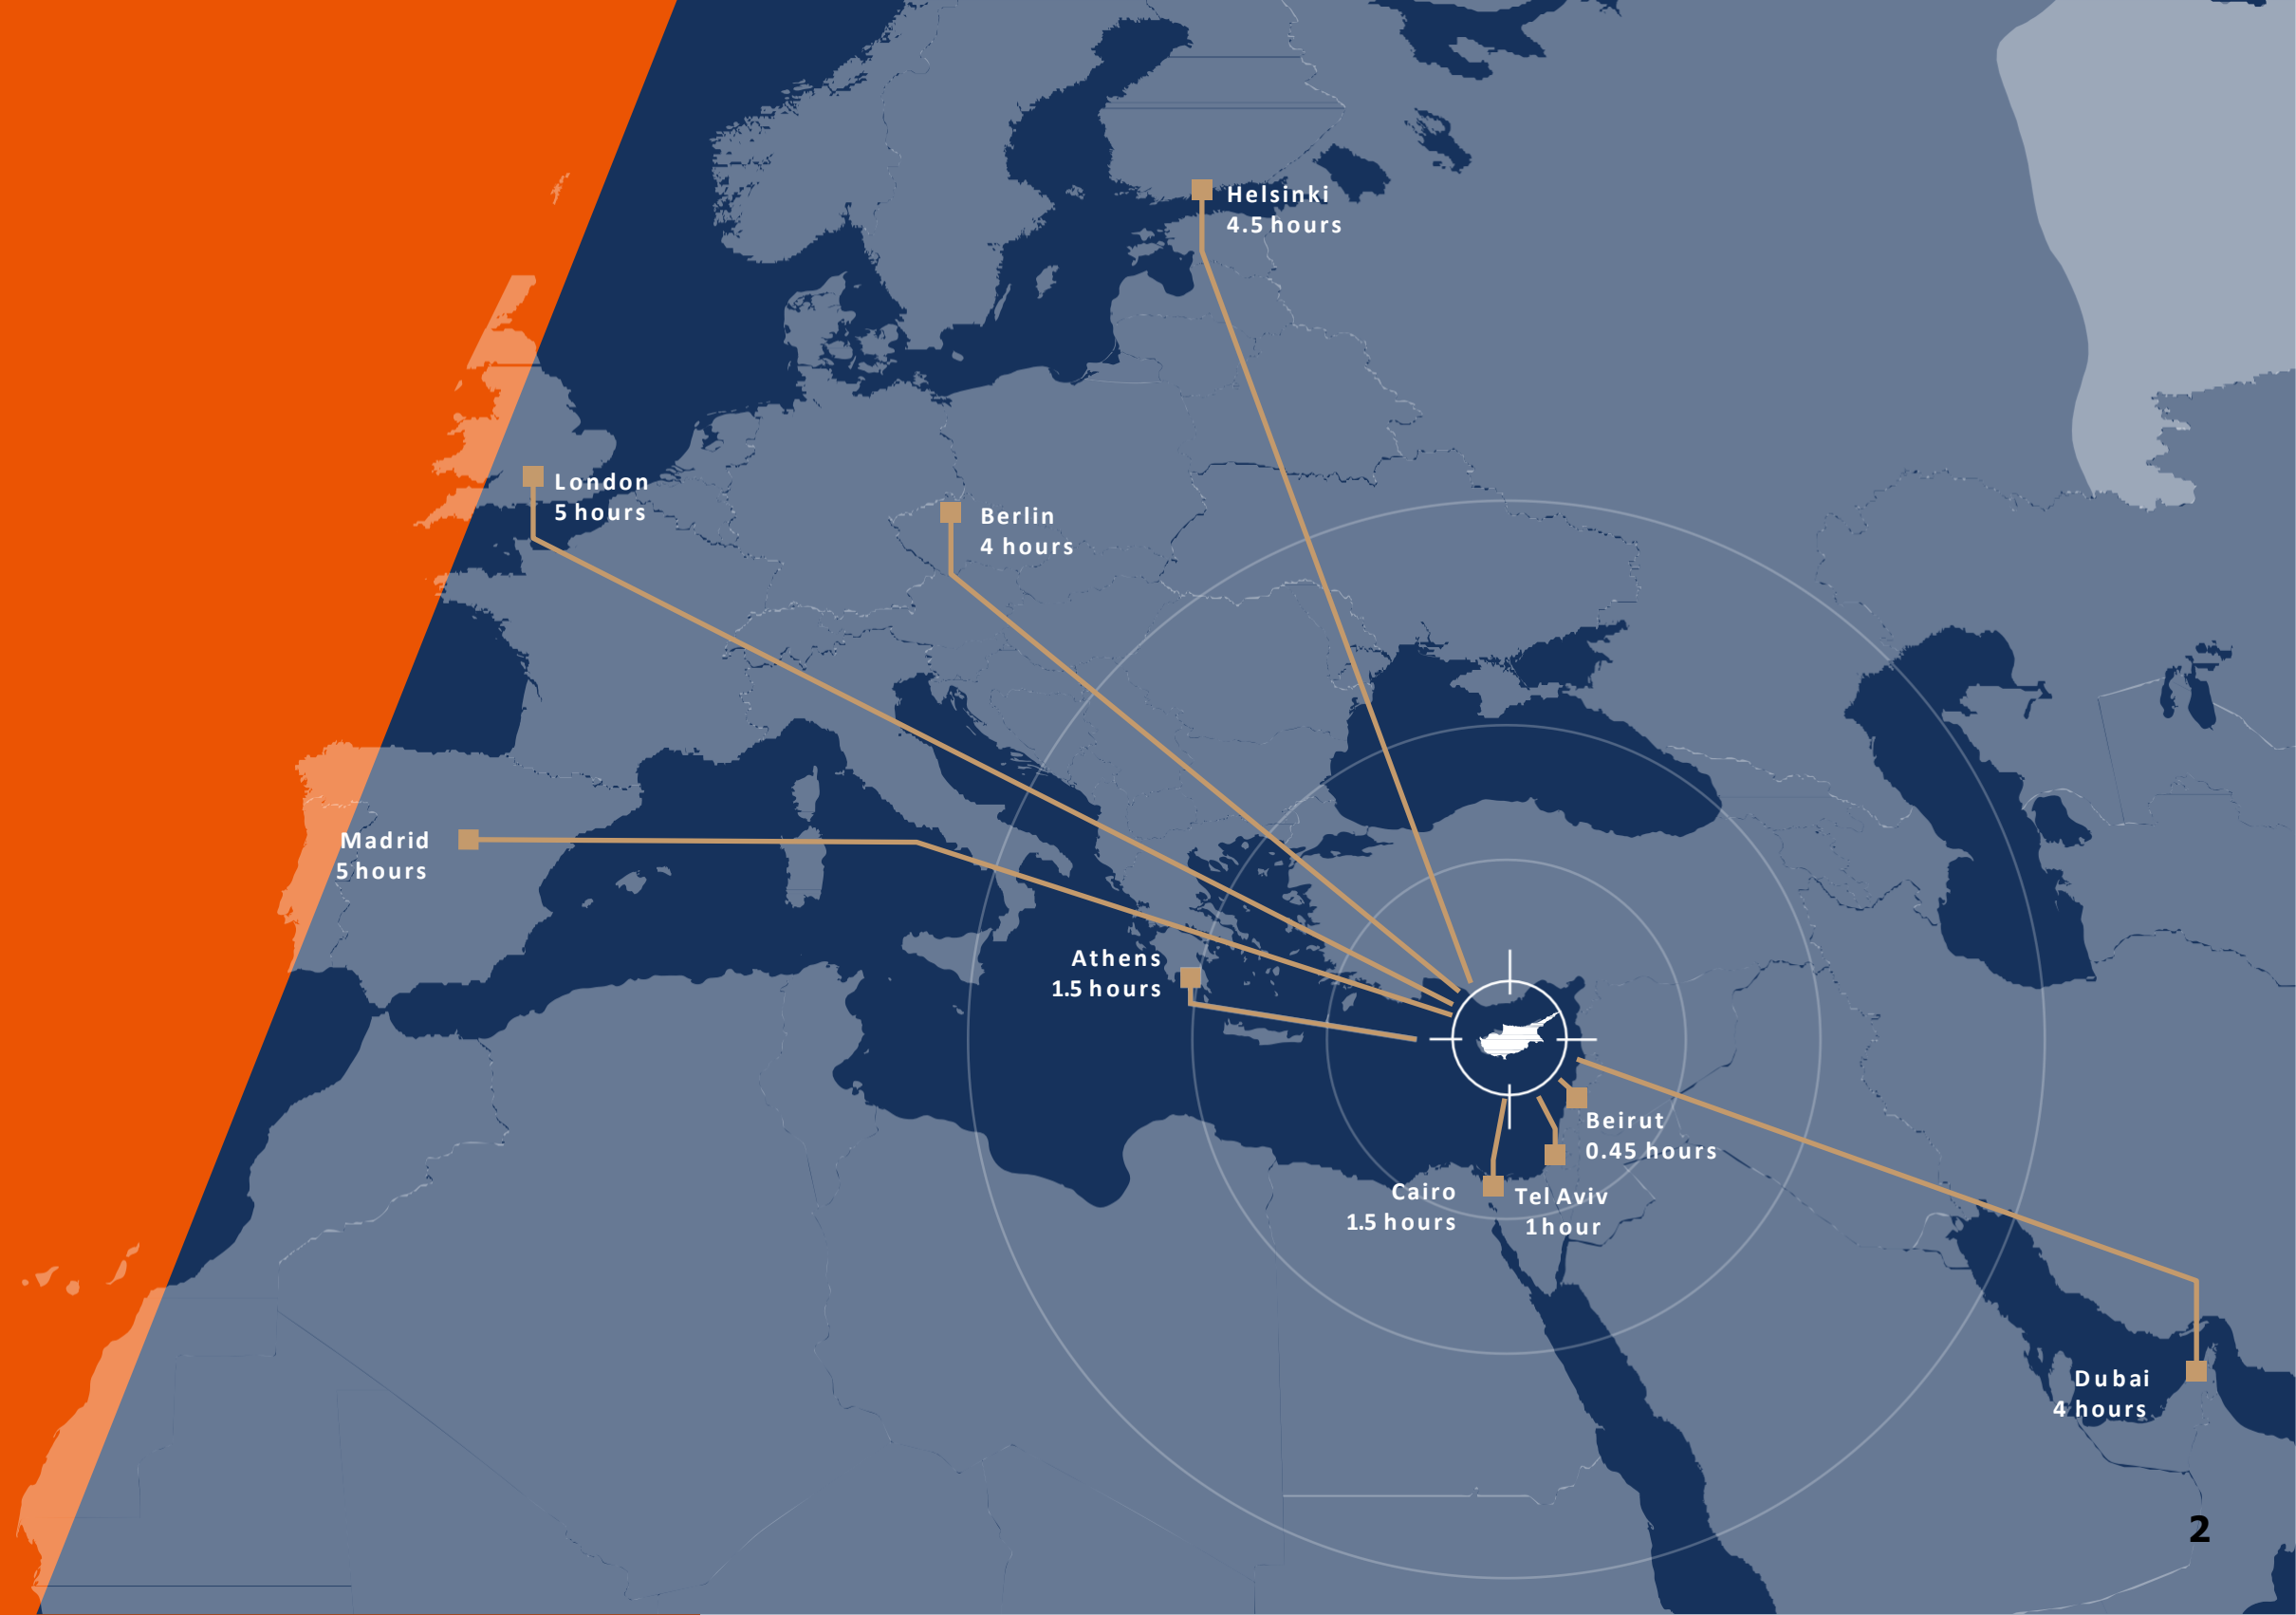 Helsinki
4.5 hours
London
5 hours
Berlin
4 hours
Madrid
5 hours
Athens
1.5 hours
Beirut
0.45 hours
Cairo
1.5 hours
Tel Aviv
1 hour
Dubai
4 hours
2